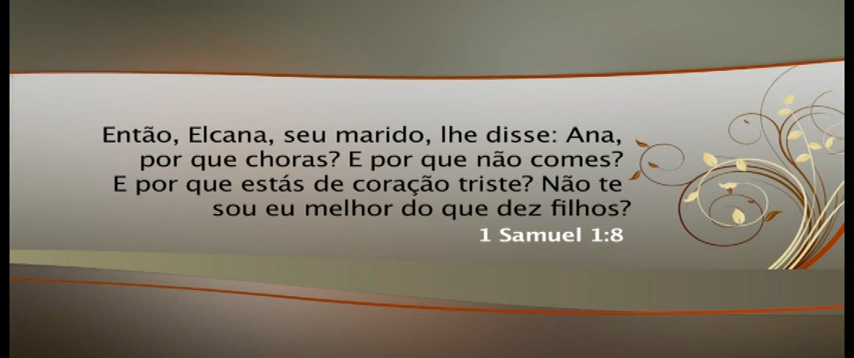 Então, Elcana, seu marido, lhe disse: Ana,
por que choras? E por que não comes?
E por que estás de coração triste? Não te
sou eu melhor do que dez filhos?
1 Samuel 1:8